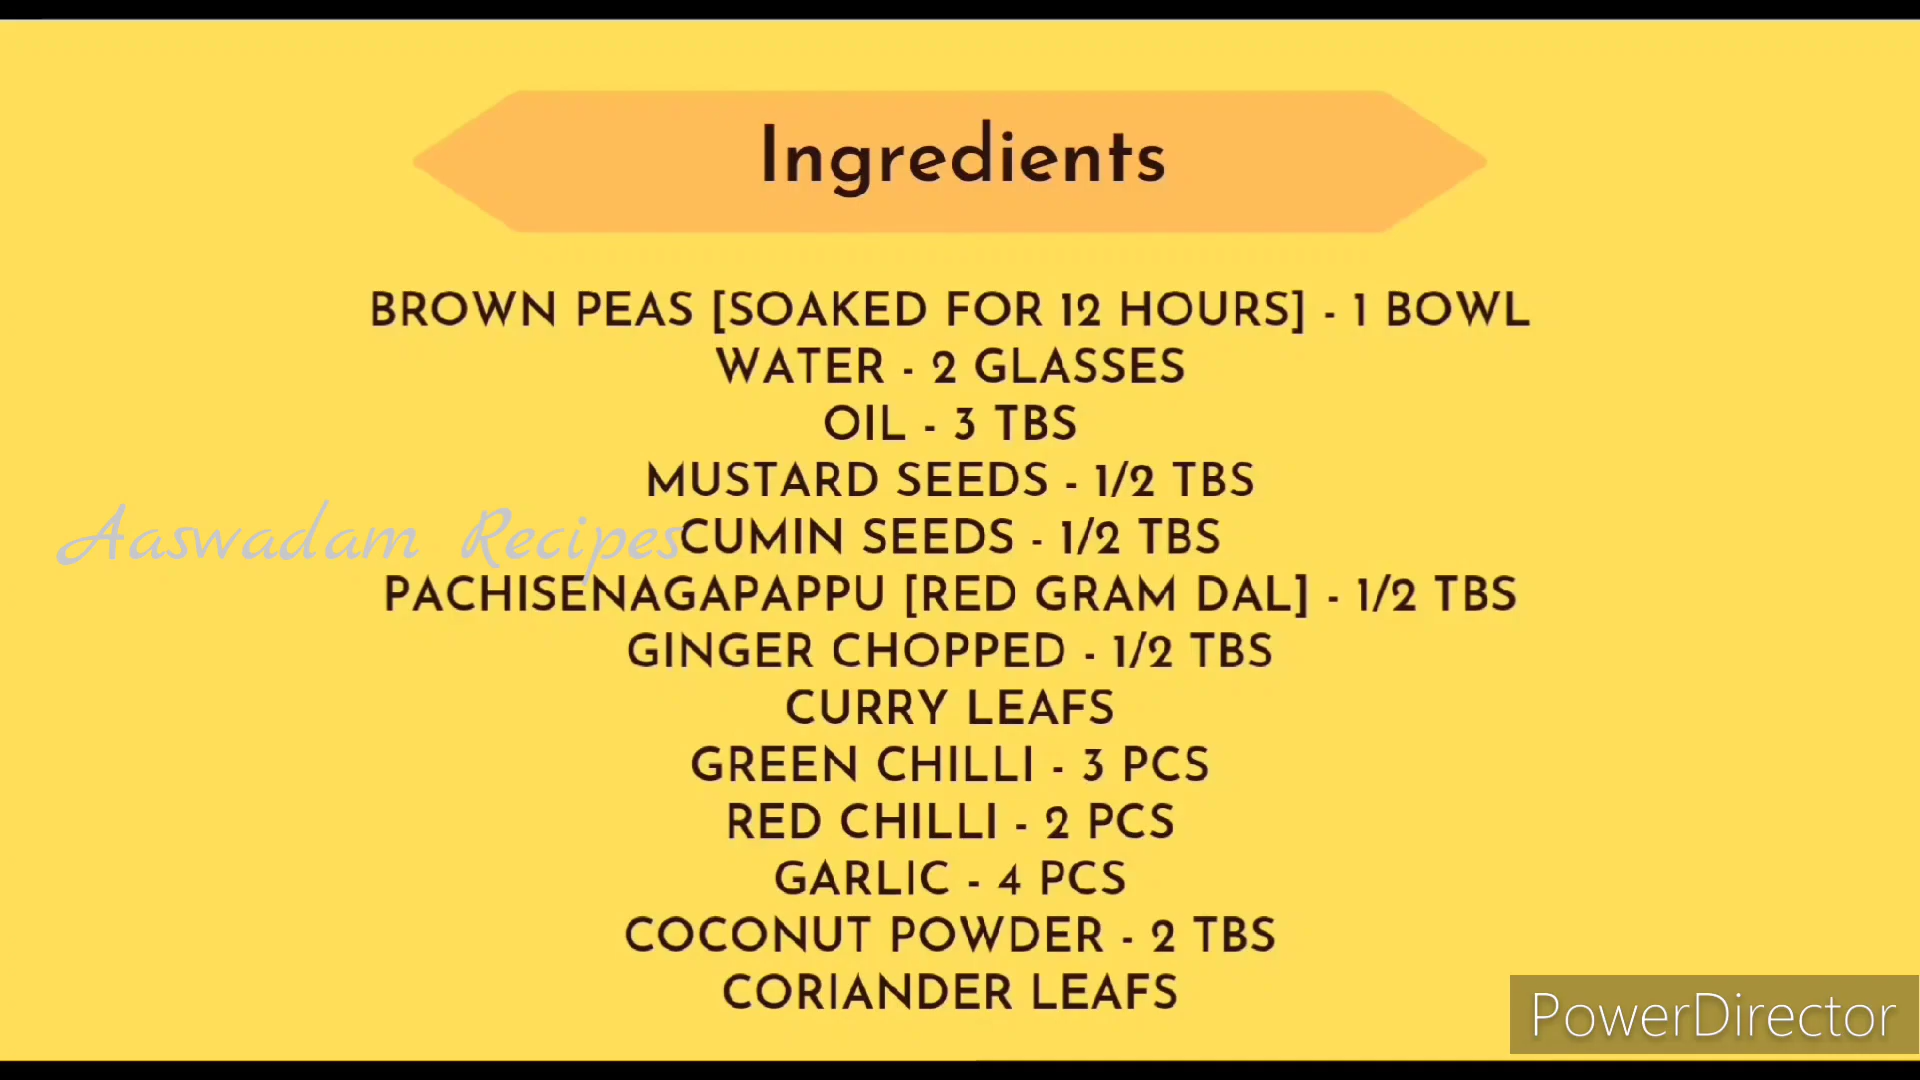 Ingredients
BROWN PEAS [SOAKED FOR 12 HOURS] - 1 BOWL
WATER - 2 GLASSES
OIL - 3 TBS
MUSTARD SEEDS - 1/2 TBS
Aaswadam Recipes
CUMIN SEEDS - 1/2 TBS
PACHISENAGAPAPPU [RED GRAM DAL] - 1/2 TBS
GINGER CHOPPED - 1/2 TBS
CURRY LEAFS
GREEN CHILLI - 3 PCS
RED CHILLI - 2 PCS
GARLIC - 4 PCS
COCONUT POWDER - 2 TBS
CORIANDER LEAFS
PowerDirector